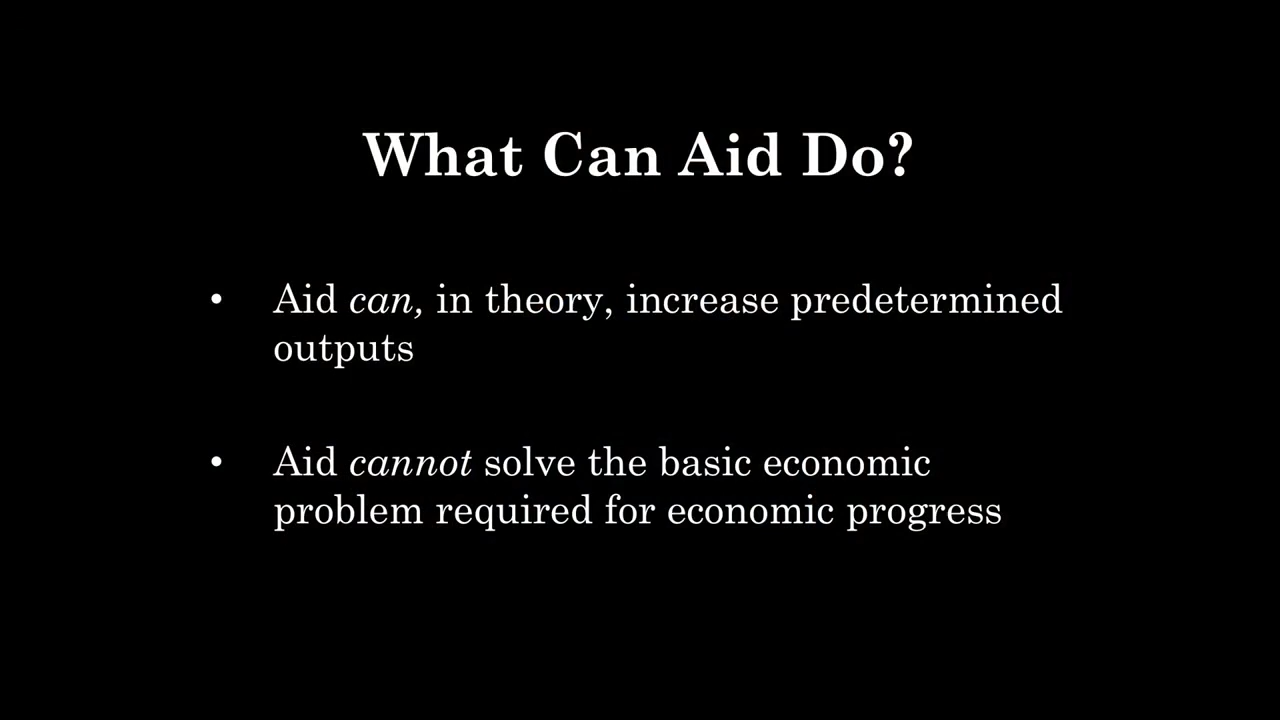 What Can Aid Do?
• Aid can, in theory, increase predetermined
outputs
• Aid cannot solve the basic economic
problem required for economic progress